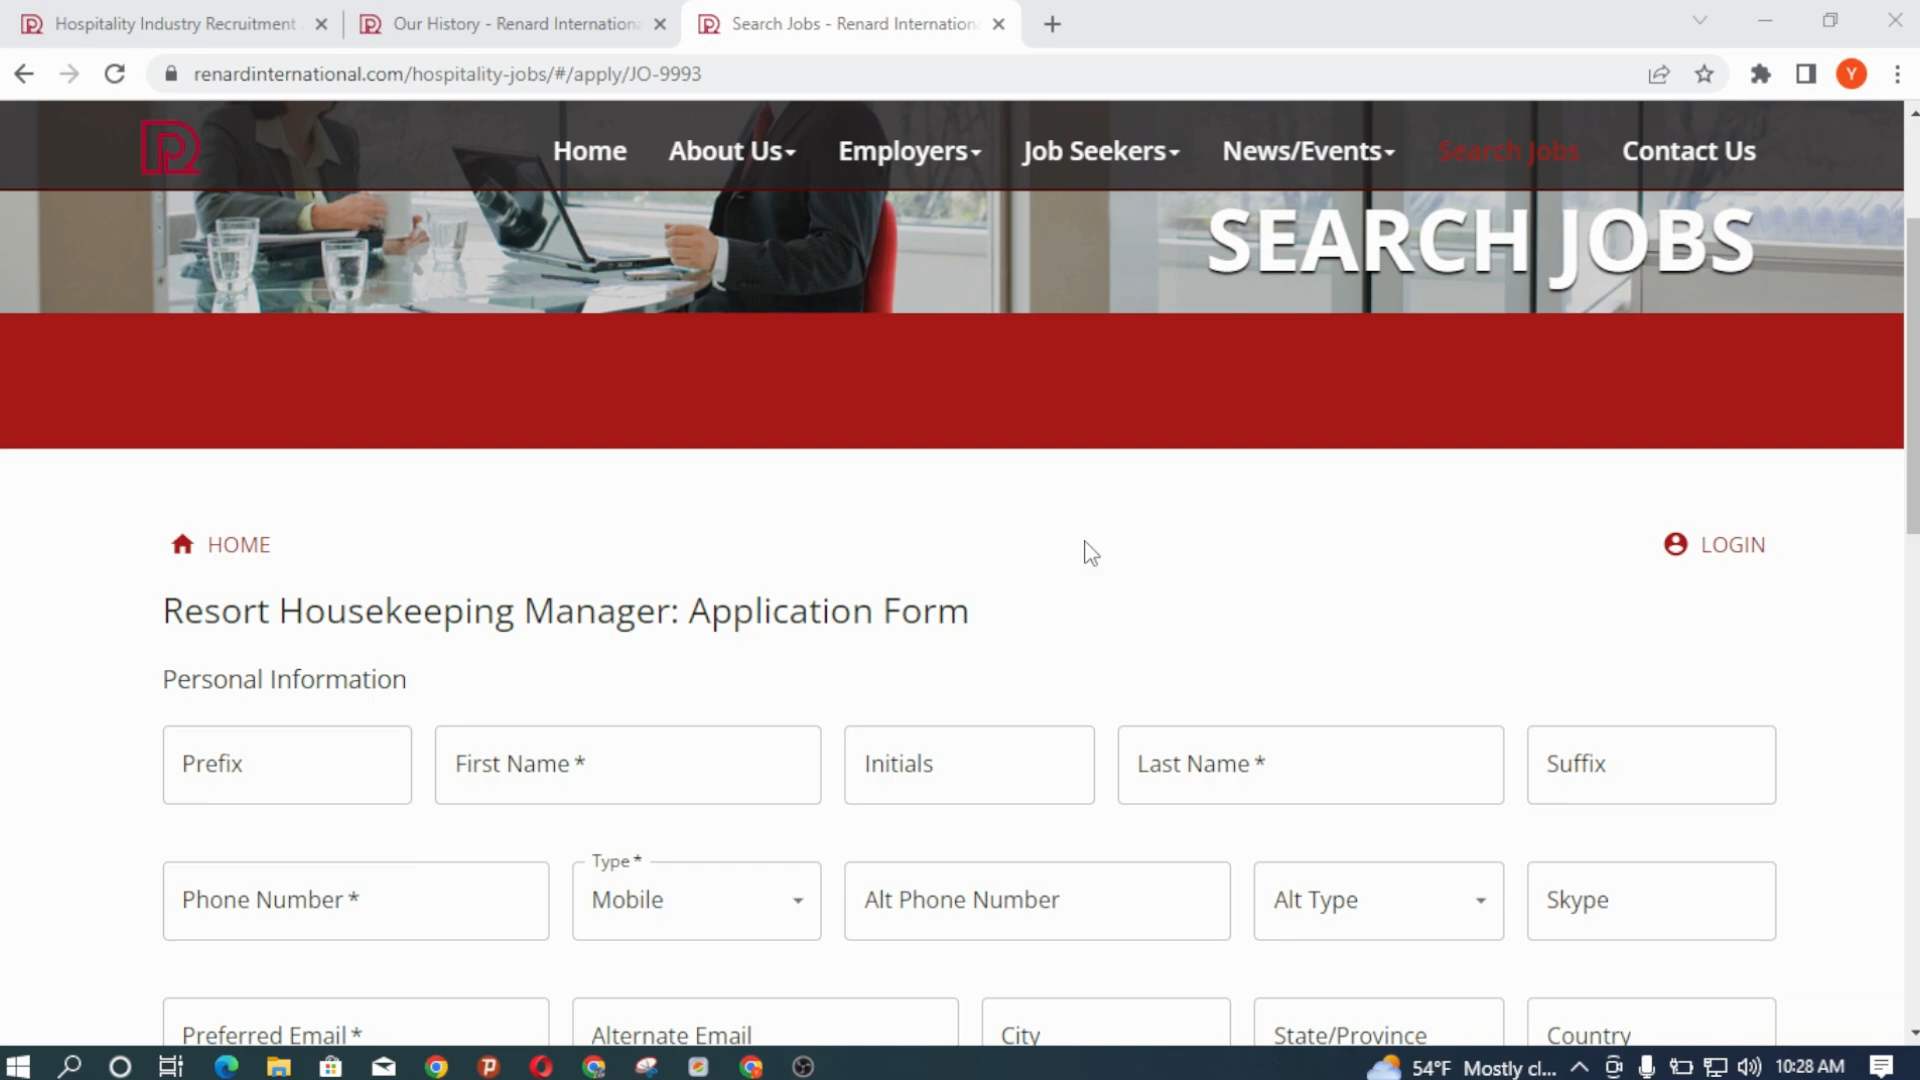 Hospitality Industry Recruitment
Our History - Renard Internationa
Search Jobs - Renard Internation
renardinternational.com/hospitality-jobs/#/apply/JO-9993
Y
Home
About Us
Employers
Job Seekers
News/Events
Search Jobs
Contact Us
SEARCH JOBS
HOME
LOGIN
Resort Housekeeping Manager: Application Form
Personal Information
Prefix
First Name *
Initials
Last Name *
Suffix
Phone Number *
Type *
Mobile
Alt Phone Number
Alt Type
Skype
Preferred Email *
Alternate Email
City
State/Province
Country
54°F Mostly cl...
10:28 AM